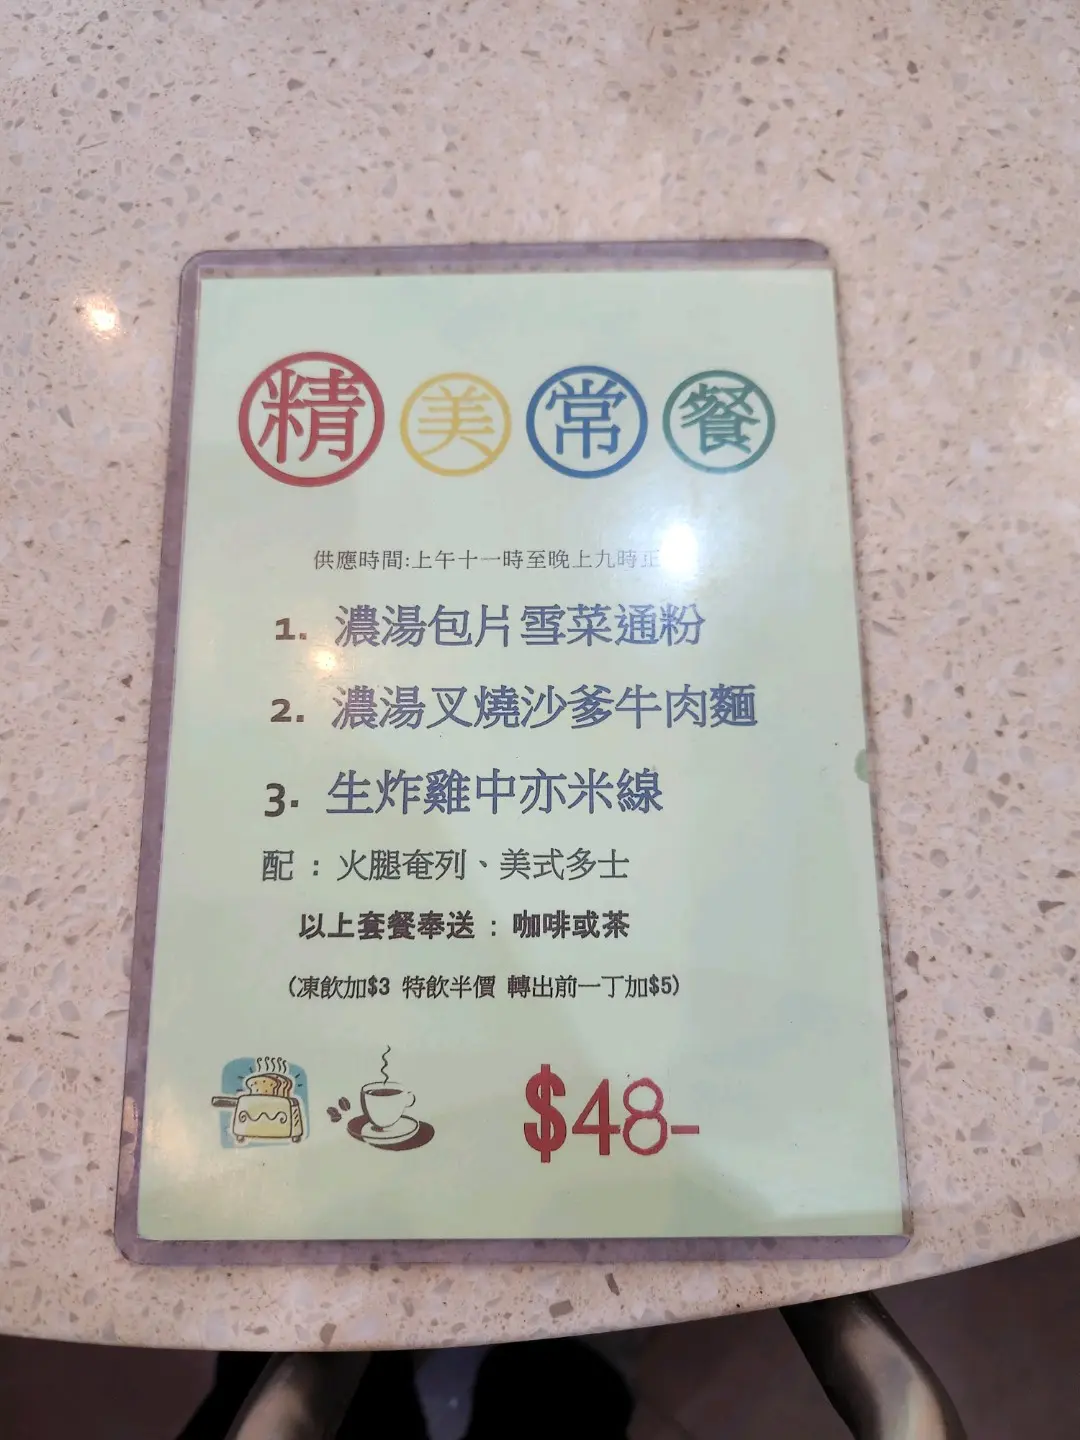 精美常餐
供應時間:上午十一時至晚上九時正
1. 濃湯包片雪菜通粉
2. 濃湯叉燒沙爹牛肉麵
3. 生炸雞中亦米線
配：火腿奄列、美式多士
以上套餐奉送：咖啡或茶
(凍飲加$3 特飲半價 轉出前一丁加$5)
$48-